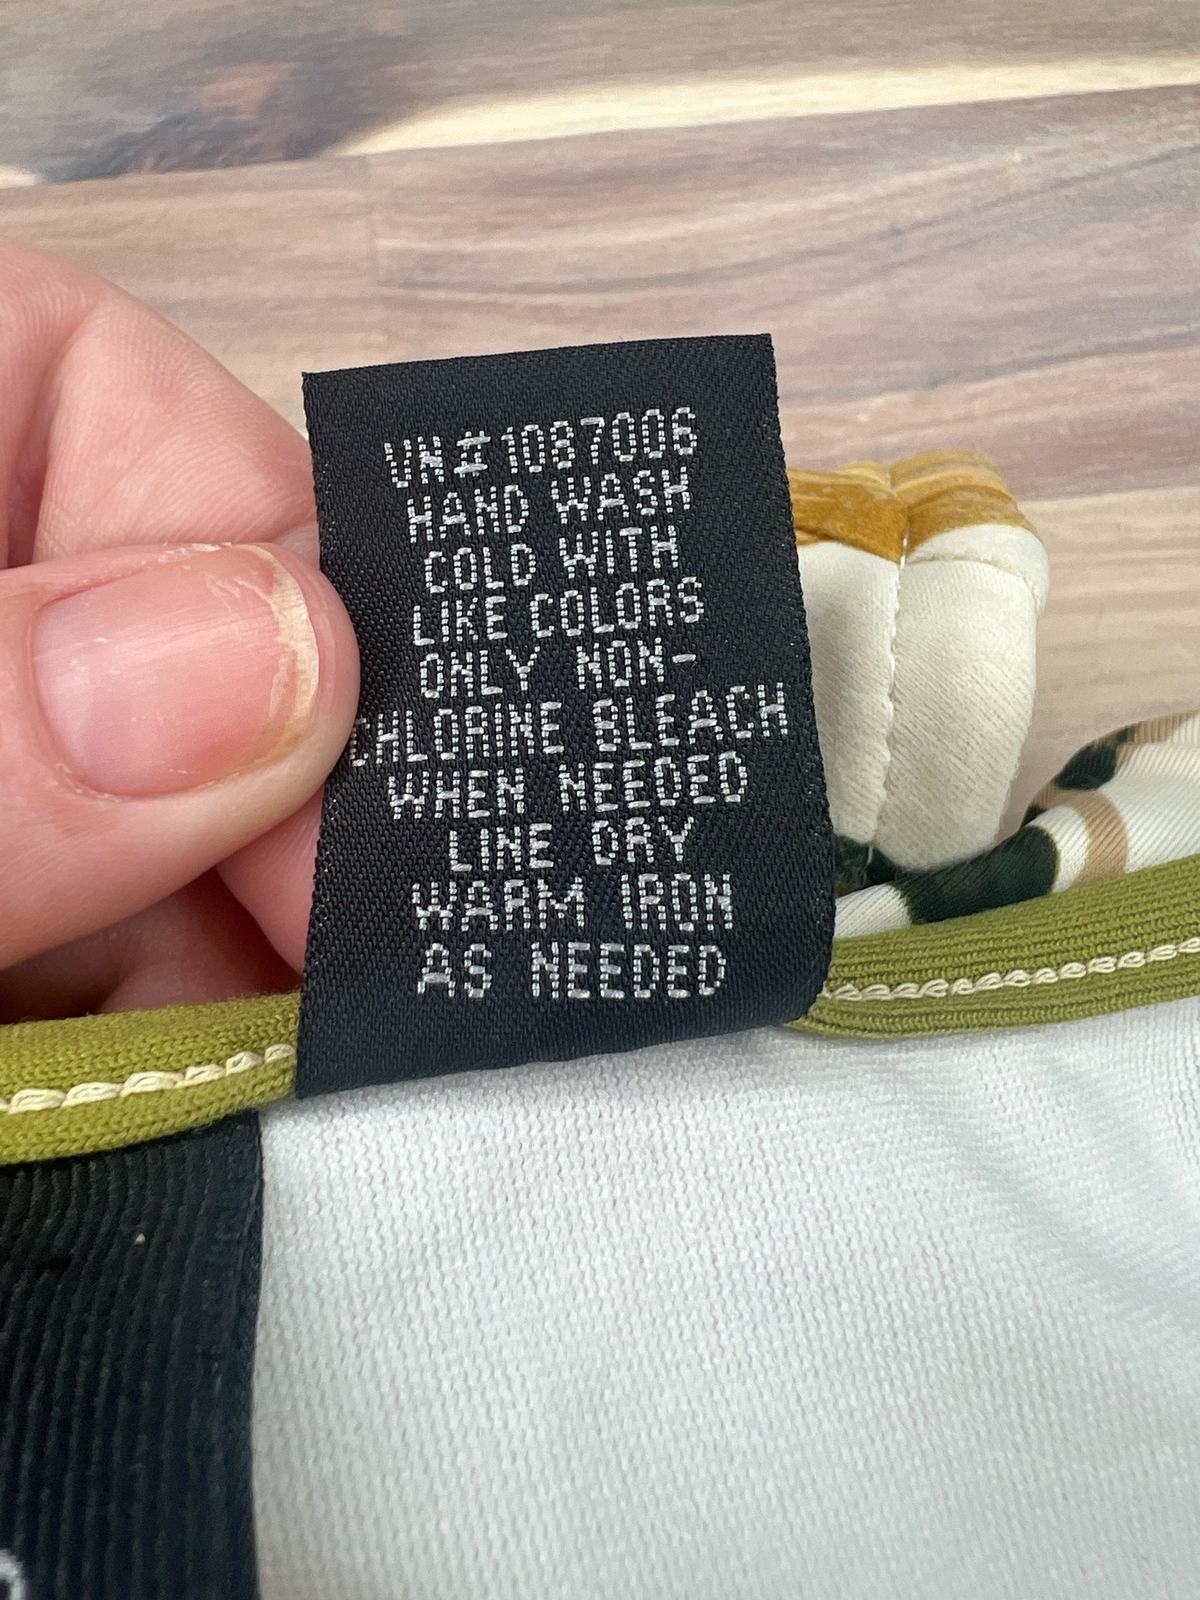 VN#1087006
HAND WASH
COLD WITH
LIKE COLORS
ONLY NON-
CHLORINE BLEACH
WHEN NEEDED
LINE DRY
WARM IRON
AS NEEDED